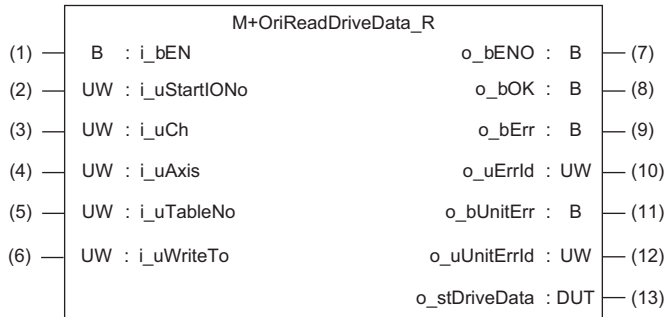 M+OriReadDriveData_R
(1) B : i_bEN o_bENO : B (7)
(2) UW : i_uStartIONo o_bOK : B (8)
(3) UW : i_uCh o_bErr : B (9)
(4) UW : i_uAxis o_uErrId : UW (10)
(5) UW : i_uTableNo o_bUnitErr : B (11)
(6) UW : i_uWriteTo o_uUnitErrId : UW (12)
o_stDriveData : DUT (13)